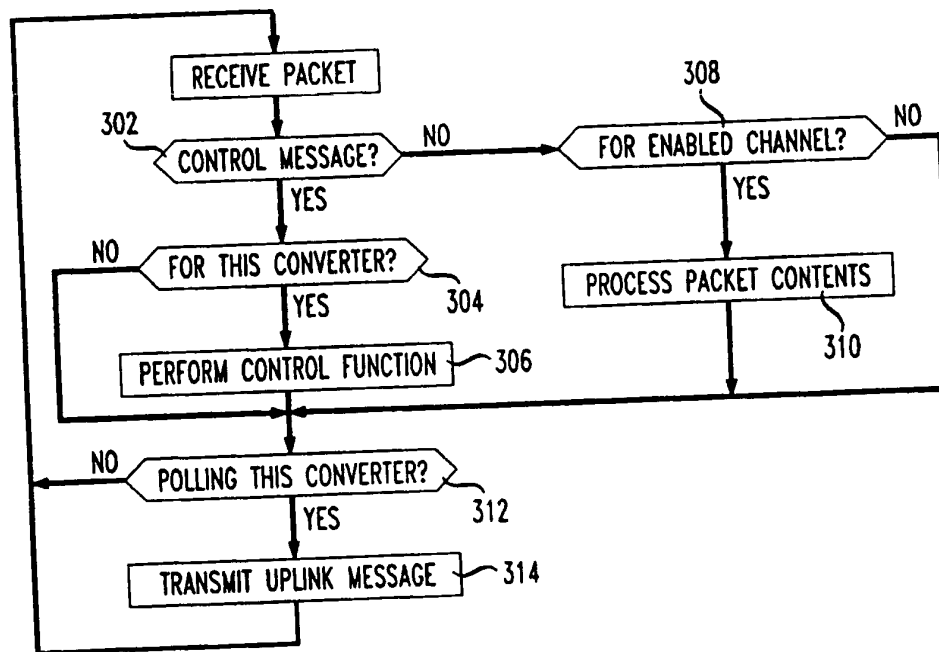 RECEIVE PACKET
302
CONTROL MESSAGE?
NO
308
FOR ENABLED CHANNEL?
NO
YES
YES
NO
FOR THIS CONVERTER?
304
PROCESS PACKET CONTENTS
310
YES
PERFORM CONTROL FUNCTION
306
NO
POLLING THIS CONVERTER?
312
YES
TRANSMIT UPLINK MESSAGE
314